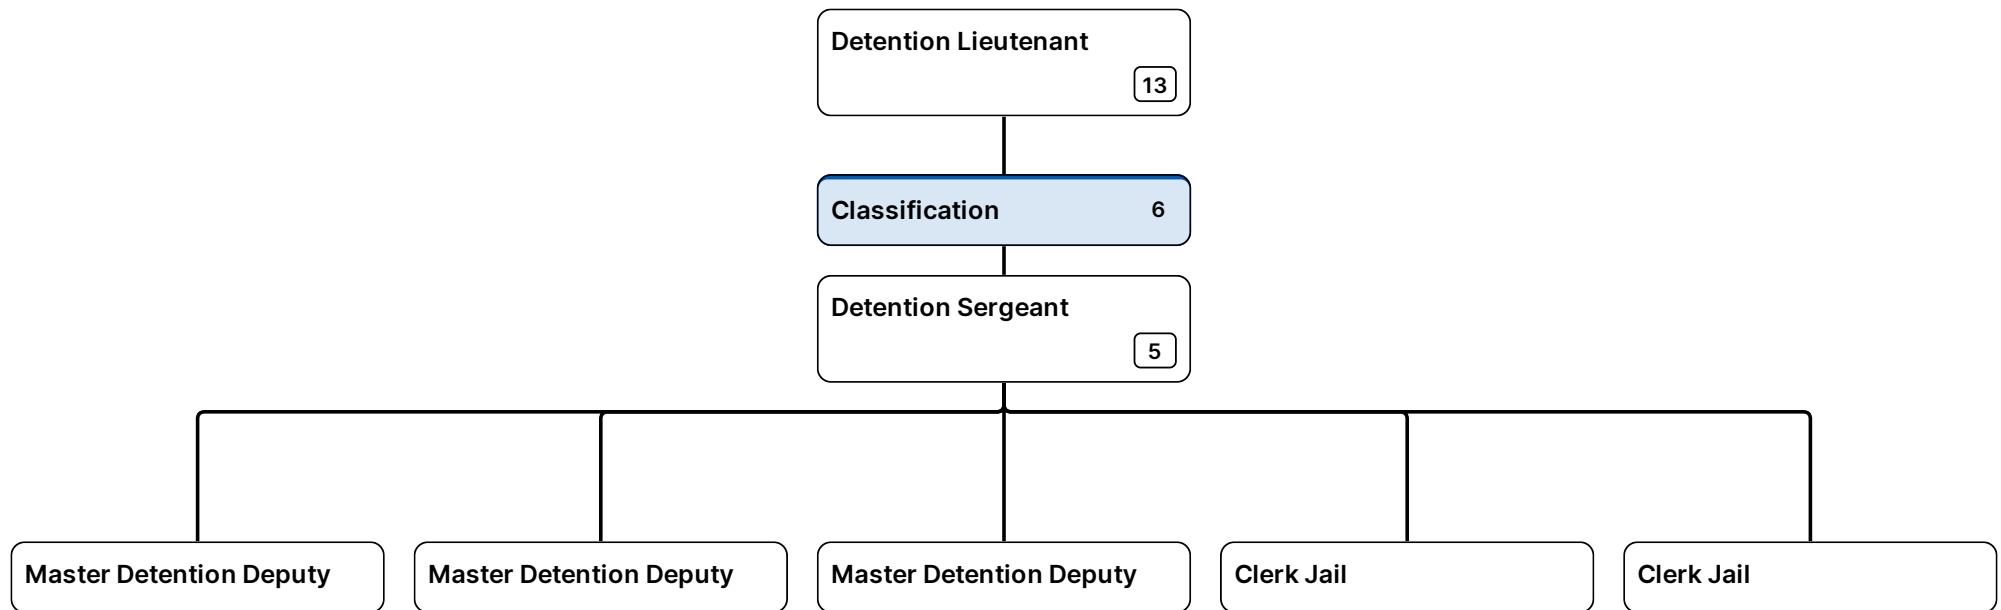 Detention Lieutenant
13
Classification 6
Detention Sergeant
5
Master Detention Deputy
Master Detention Deputy
Master Detention Deputy
Clerk Jail
Clerk Jail